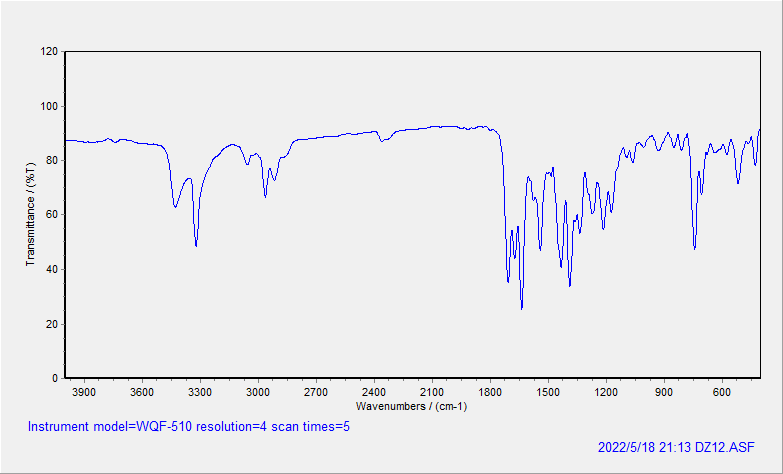 120
100
80
60
40
20
0
Transmittance / (%T)
3900 3600 3300 3000 2700 2400 2100 1800 1500 1200 900 600
Wavenumbers / (cm-1)
Instrument model=WQF-510 resolution=4 scan times=5
2022/5/18 21:13 DZ12.ASF